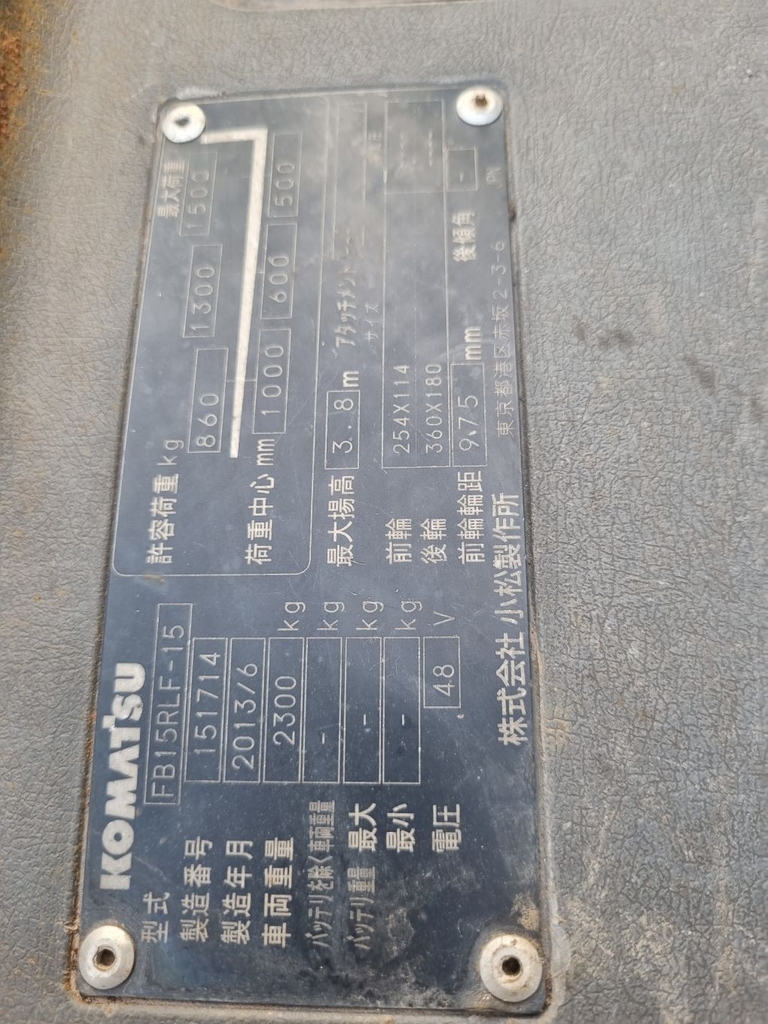 KOMATSU
型式 FB15RLF-15
製造番号 151714
製造年月 2013/6
車両重量 2300 kg
バッテリを除く車両重量 - kg
バッテリ重量 最大 - kg
最小 - kg
電圧 48 V
最大荷重
許容荷重 kg 860 1300 1500
荷重中心 mm 1000 600 500
最大揚高 3.8 m アタッチメント ---
サイズ
前輪 254X114
後輪 360X180
前輪輪距 975 mm 後傾角 -
株式会社 小松製作所 東京都港区赤坂2-3-6 JPN